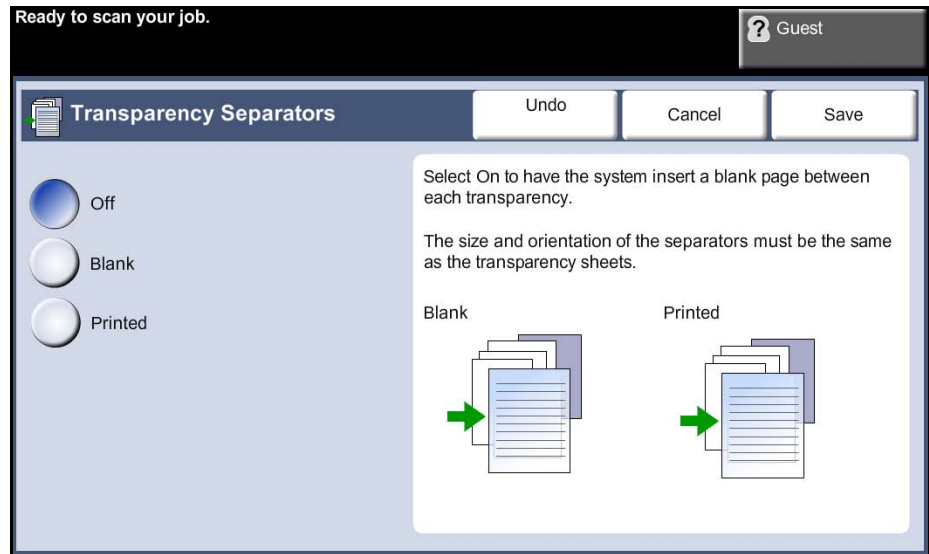 Ready to scan your job.
? Guest
Transparency Separators
Undo
Cancel
Save
Off
Blank
Printed
Select On to have the system insert a blank page between
each transparency.
The size and orientation of the separators must be the same
as the transparency sheets.
Blank
Printed